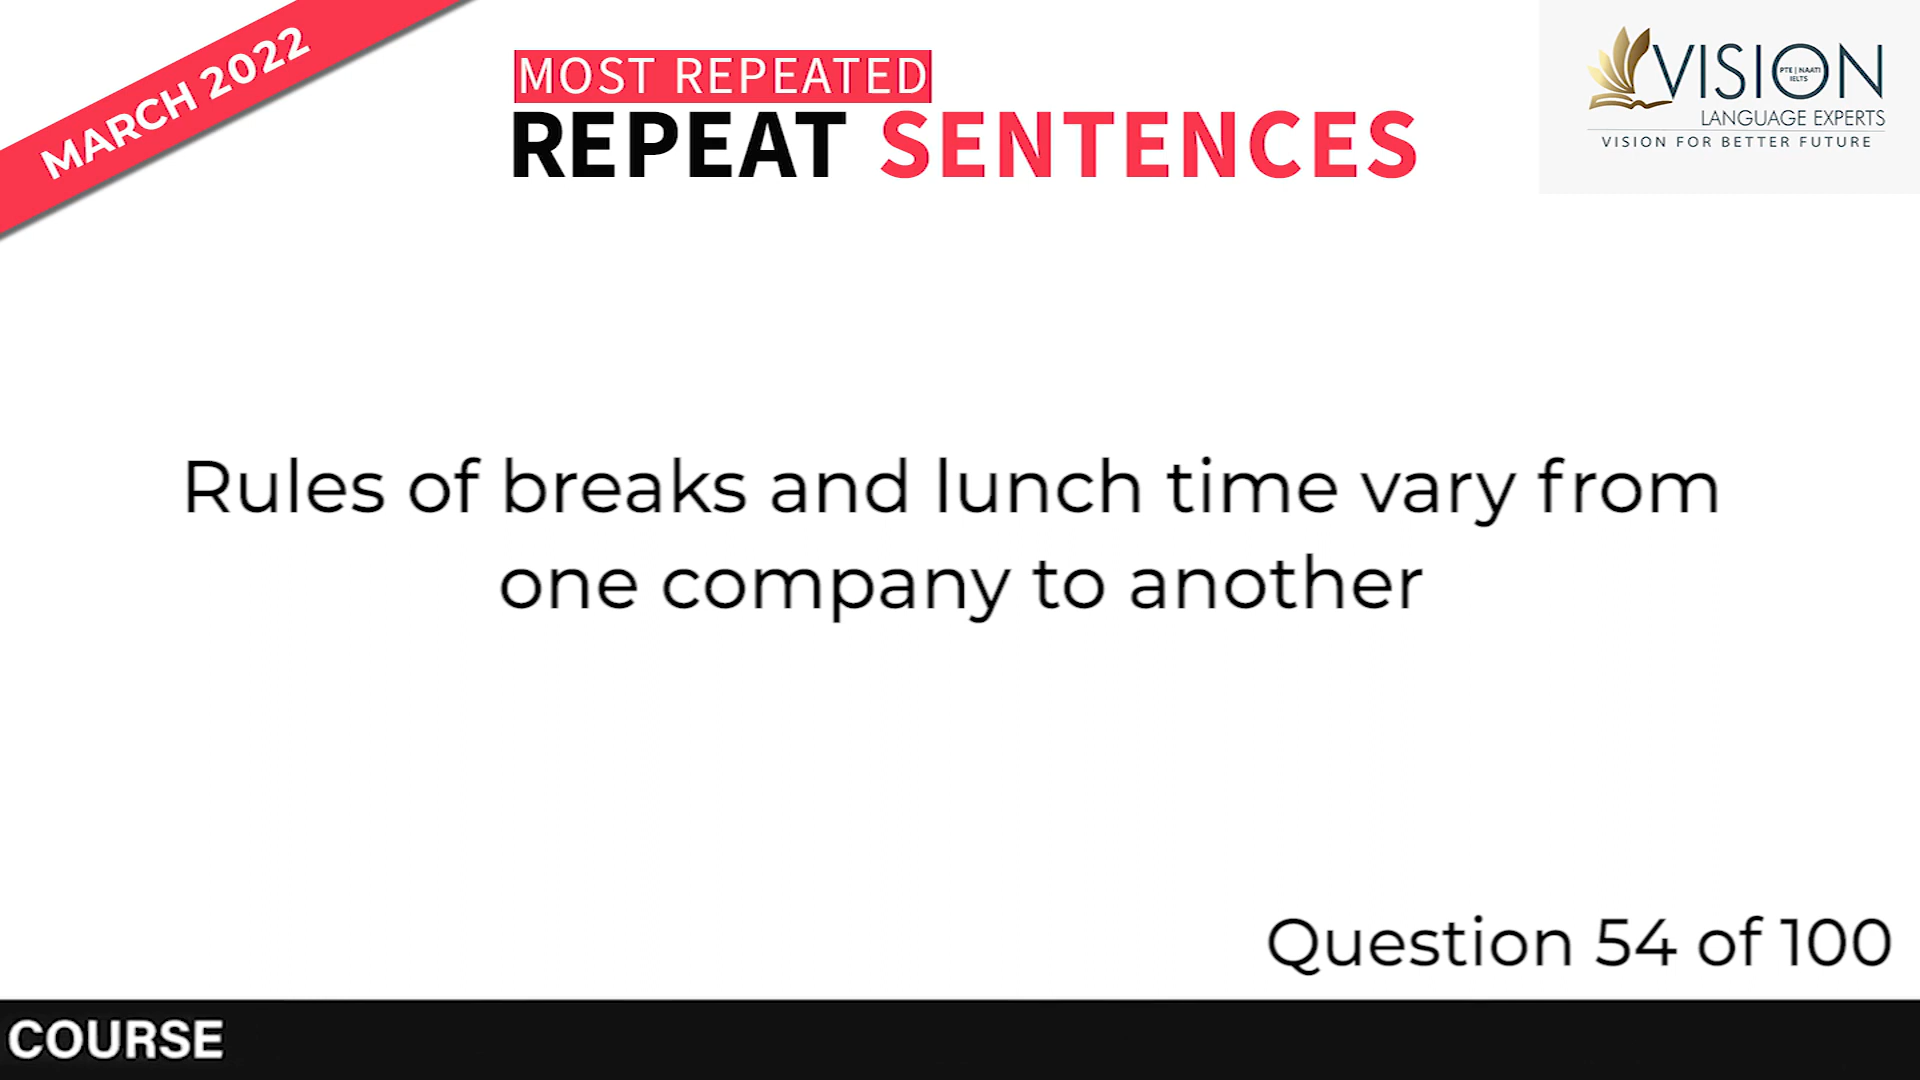 MARCH 2022
MOST REPEATED
REPEAT SENTENCES
VISION
PTE | NAATI
IELTS
LANGUAGE EXPERTS
VISION FOR BETTER FUTURE
Rules of breaks and lunch time vary from
one company to another
Question 54 of 100
COURSE